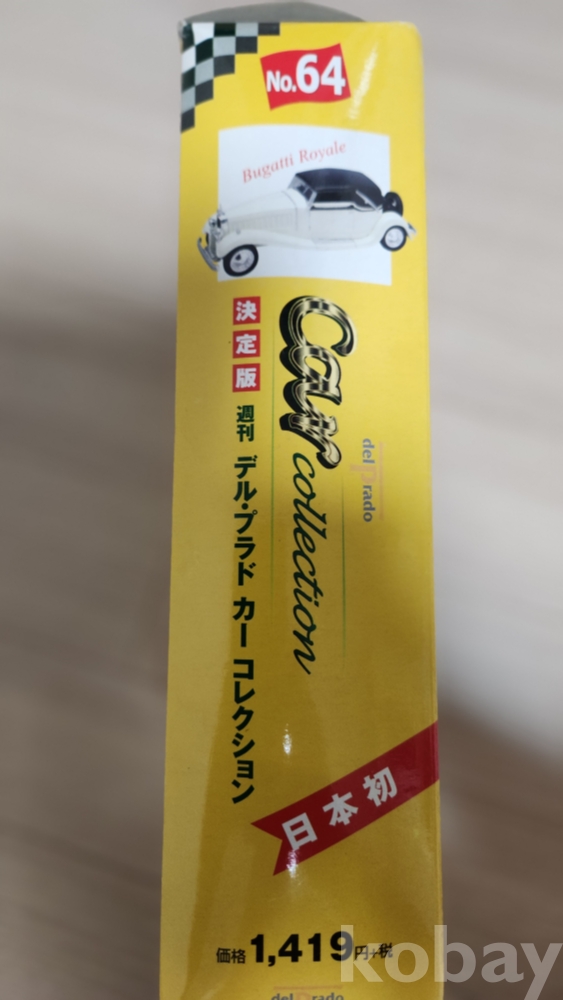 No.64
Bugatti Royale
決定版
週刊 デル・プラド カー コレクション
Car collection
del Prado
日本初
価格1,419円+税
del Prado
kobay